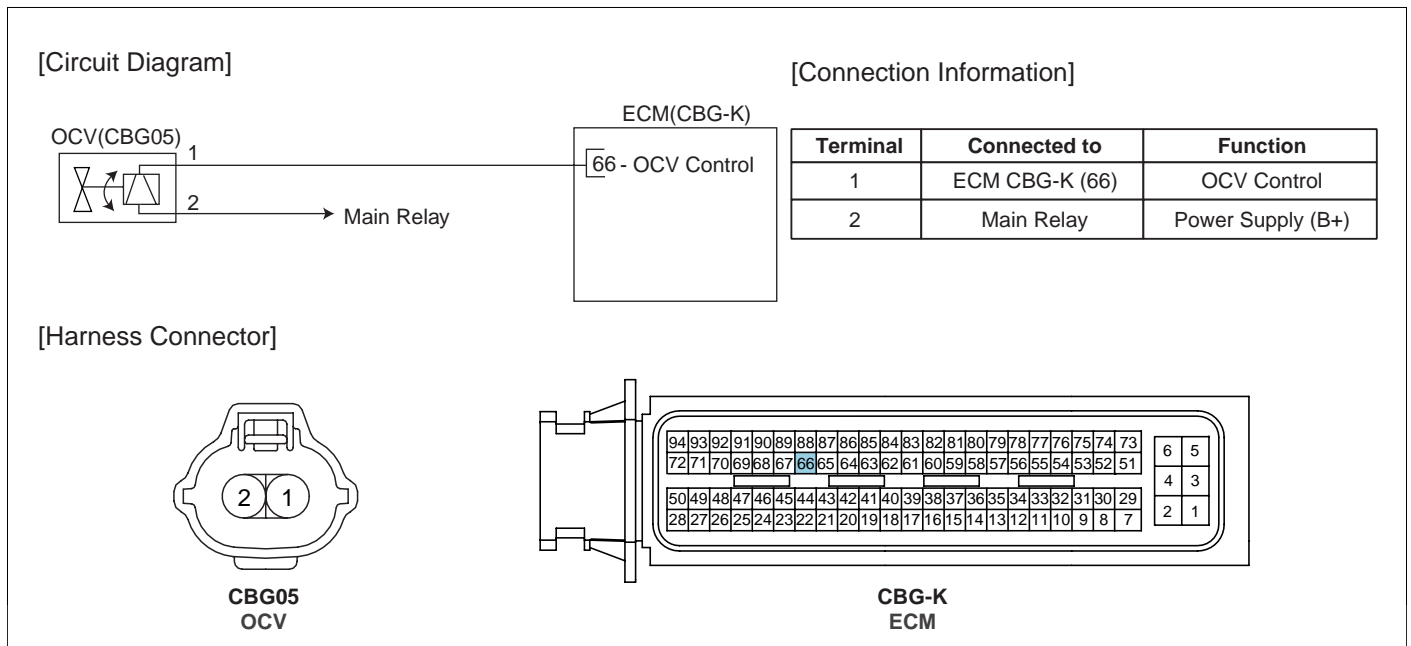 [Circuit Diagram]
[Connection Information]
OCV(CBG05)
ECM(CBG-K)
1
66 - OCV Control
2
Main Relay
Terminal Connected to Function
1 ECM CBG-K (66) OCV Control
2 Main Relay Power Supply (B+)
[Harness Connector]
2 1
94 93 92 91 90 89 88 87 86 85 84 83 82 81 80 79 78 77 76 75 74 73
72 71 70 69 68 67 66 65 64 63 62 61 60 59 58 57 56 55 54 53 52 51
50 49 48 47 46 45 44 43 42 41 40 39 38 37 36 35 34 33 32 31 30 29
28 27 26 25 24 23 22 21 20 19 18 17 16 15 14 13 12 11 10 9 8 7
6 5
4 3
2 1
CBG05
OCV
CBG-K
ECM